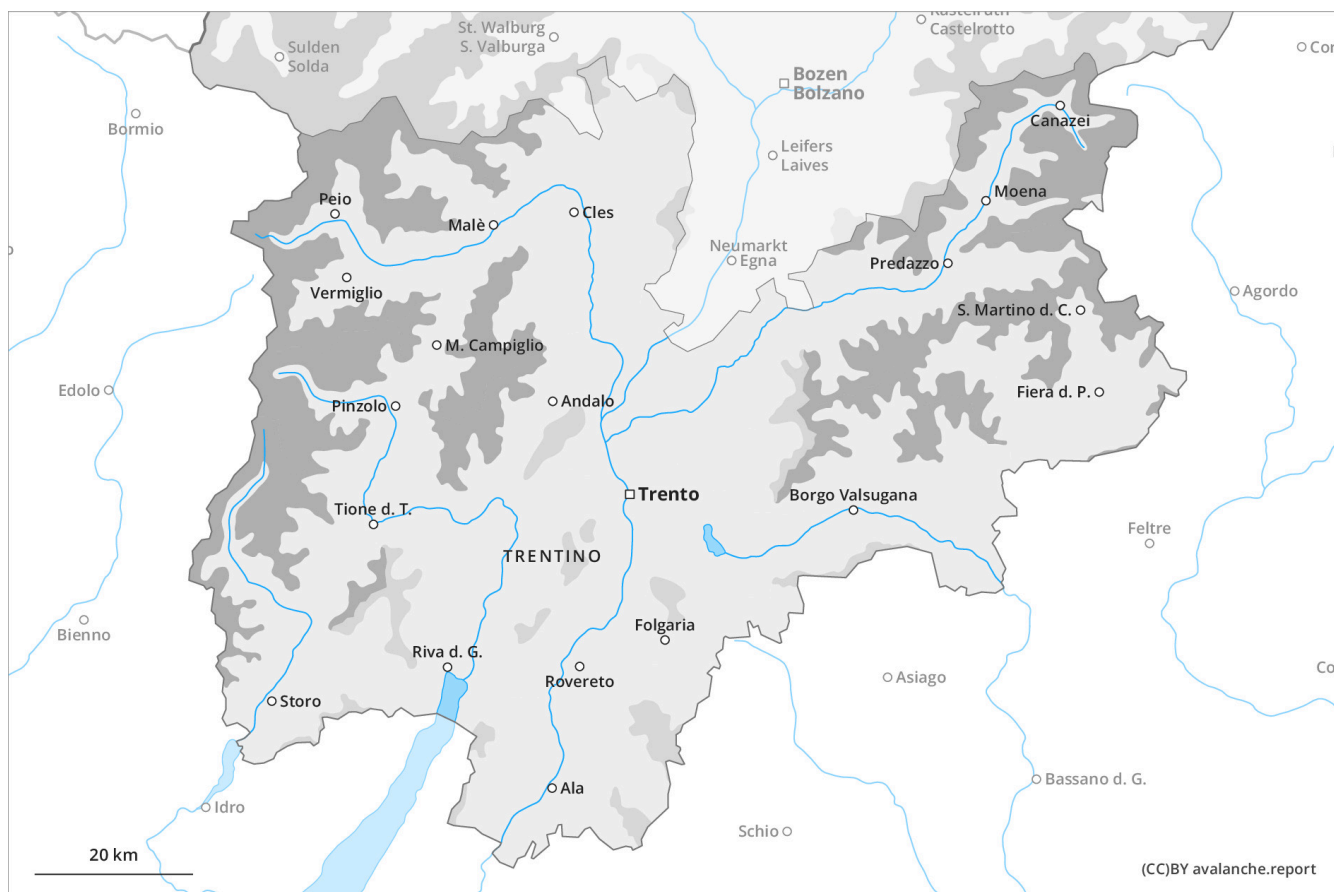 Kastelruth
Castelrotto
St. Walburg
S. Valburga
Sulden
Solda
Bozen
Bolzano
Bormio
Canazei
Leifers
Laives
Moena
Peio
Malè
Cles
Neumarkt
Egna
Predazzo
Vermiglio
Agordo
S. Martino d. C.
M. Campiglio
Edolo
Pinzolo
Andalo
Fiera d. P.
Trento
Borgo Valsugana
Tione d. T.
Feltre
TRENTINO
Bienno
Folgaria
Riva d. G.
Rovereto
Asiago
Storo
Bassano d. G.
Ala
Idro
Schio
20 km
(CC)BY avalanche.report